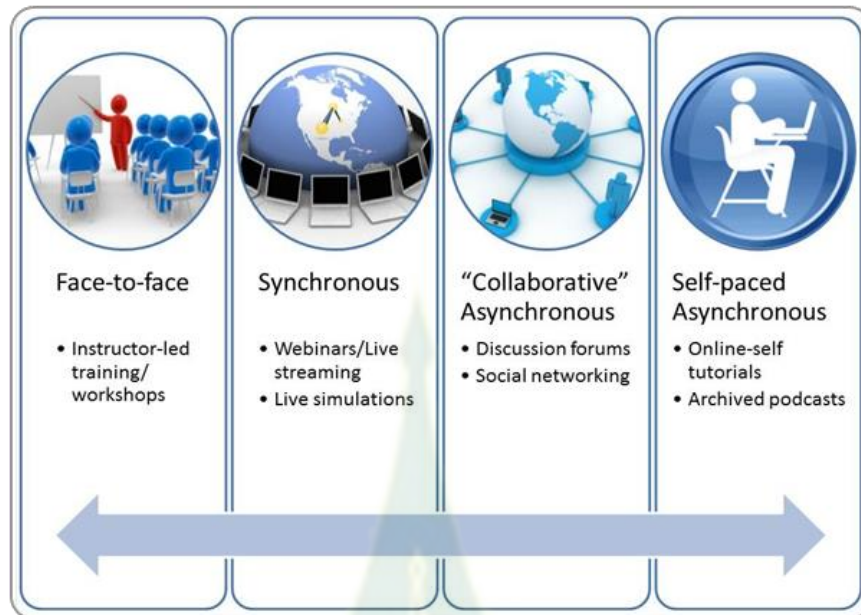 Face-to-face
• Instructor-led
training/
workshops
Synchronous
• Webinars/Live
streaming
• Live simulations
“Collaborative”
Asynchronous
• Discussion forums
• Social networking
Self-paced
Asynchronous
• Online-self
tutorials
• Archived podcasts